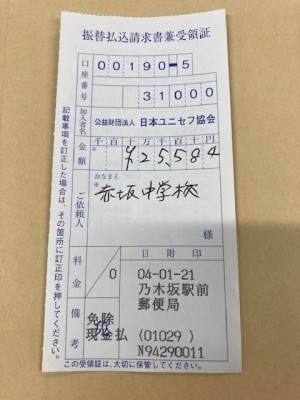 振替払込請求書兼受領証
口座番号
00190-5
31000
加入者名
公益財団法人 日本ユニセフ協会
金額
千百十万千百十円
¥25,584
ご依頼人
おなまえ
※
赤坂中学校
様
料金
0
日附印
04-01-21
乃木坂駅前
郵便局
備考
免除
現金払 (01029)
N94290011
記載事項を訂正した場合は、その箇所に訂正印を押してください。
この受領証は、大切に保管してください。